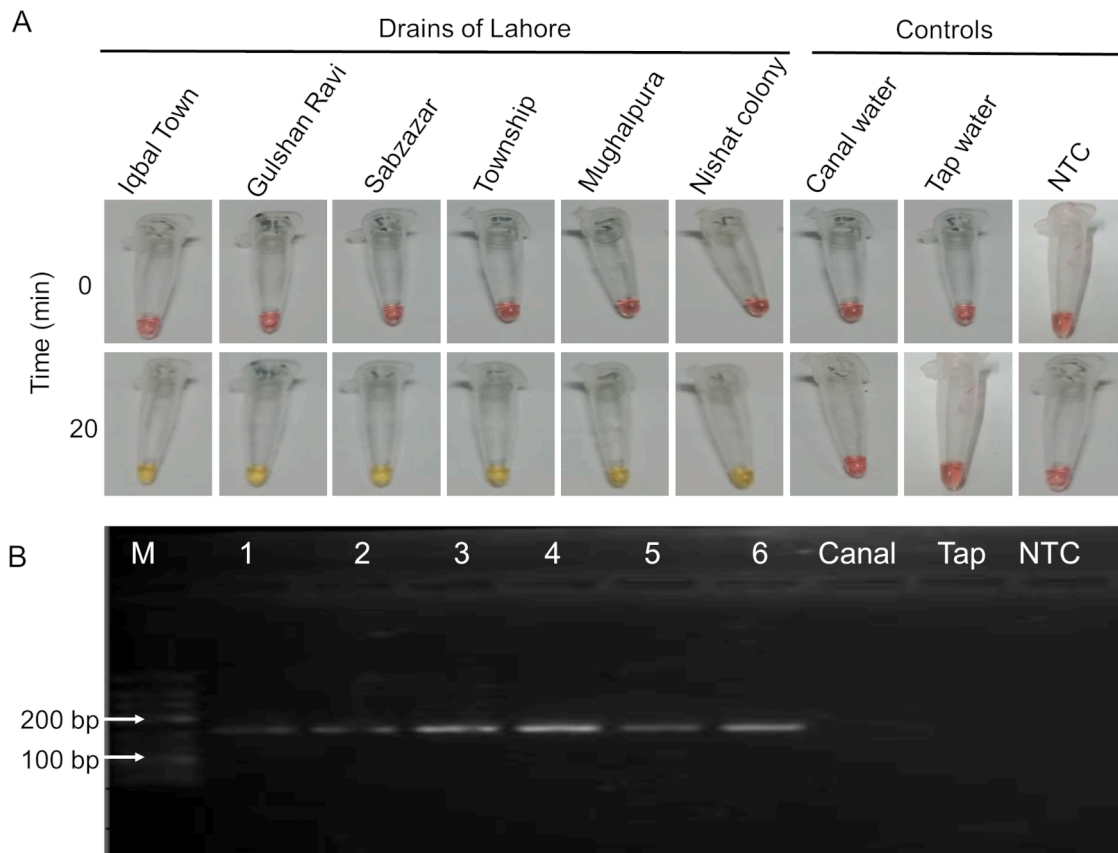 A
Drains of Lahore
Controls
Iqbal Town
Gulshan Ravi
Sabzazar
Township
Mughalpura
Nishat colony
Canal water
Tap water
NTC
Time (min)
0
20
B
M 1 2 3 4 5 6 Canal Tap NTC
200 bp
100 bp